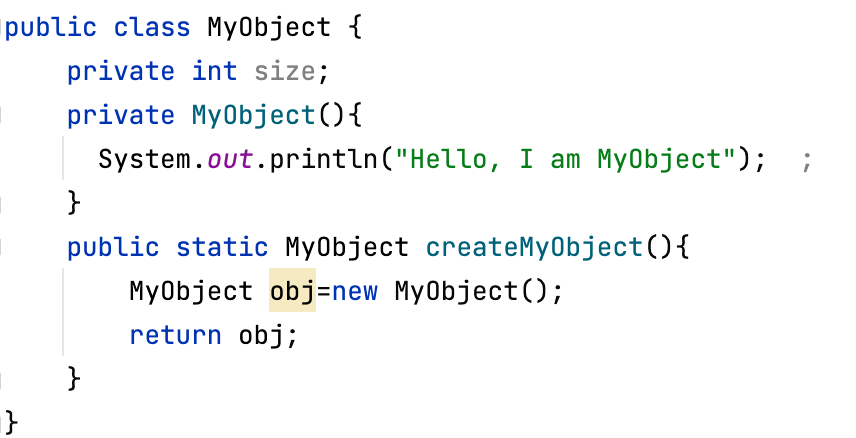 public class MyObject {
    private int size;
    private MyObject(){
      System.out.println("Hello, I am MyObject");  ;
    }
    public static MyObject createMyObject(){
        MyObject obj=new MyObject();
        return obj;
    }
}